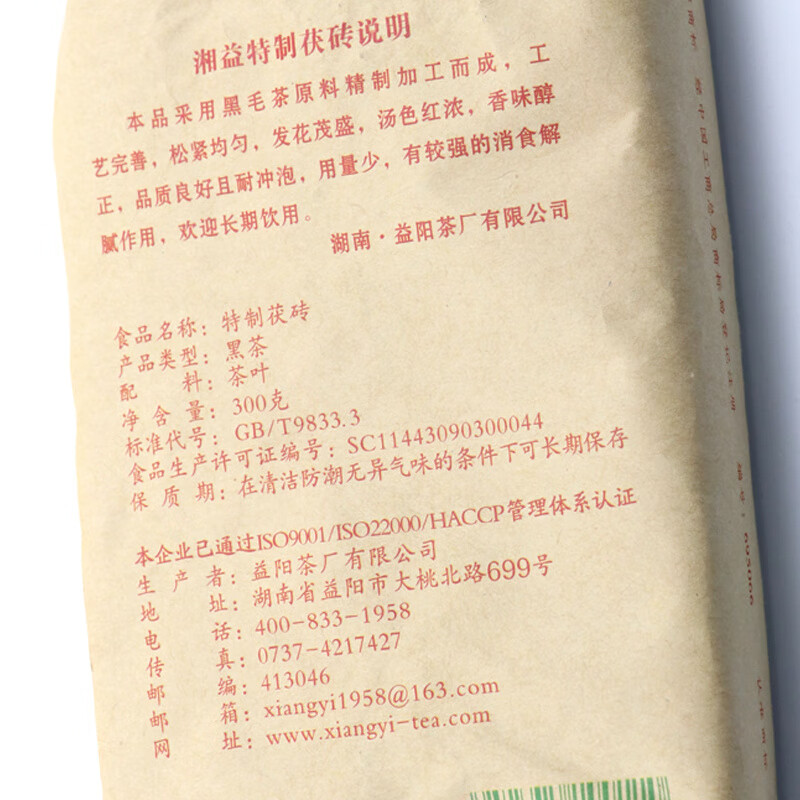 湘益特制茯砖说明
本品采用黑毛茶原料精制加工而成，工
艺完善，松紧均匀，发花茂盛，汤色红浓，香味醇
正，品质良好且耐冲泡，用量少，有较强的消食解
腻作用，欢迎长期饮用。
湖南·益阳茶厂有限公司
食品名称：特制茯砖
产品类型：黑茶
配 料：茶叶
净 含 量：300克
标准代号：GB/T9833.3
食品生产许可证编号：SC11443090300044
保 质 期：在清洁防潮无异气味的条件下可长期保存
本企业已通过ISO9001/ISO22000/HACCP管理体系认证
生 产 者：益阳茶厂有限公司
地 址：湖南省益阳市大桃北路699号
电 话：400-833-1958
传 真：0737-4217427
邮 编：413046
邮 箱：xiangyi1958@163.com
网 址：www.xiangyi-tea.com